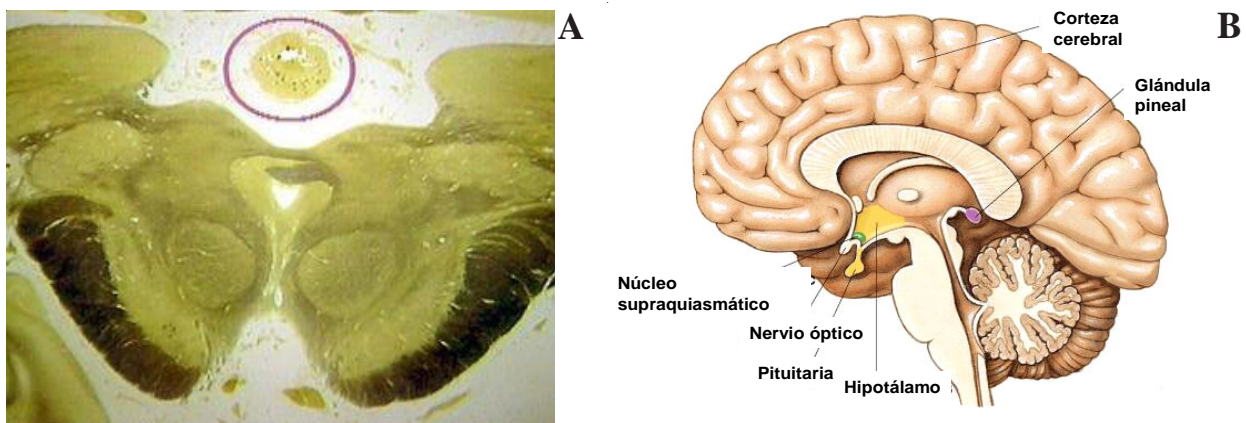 A
B
Corteza
cerebral
Glándula
pineal
Núcleo
supraquiasmático
Nervio óptico
Pituitaria
Hipotálamo